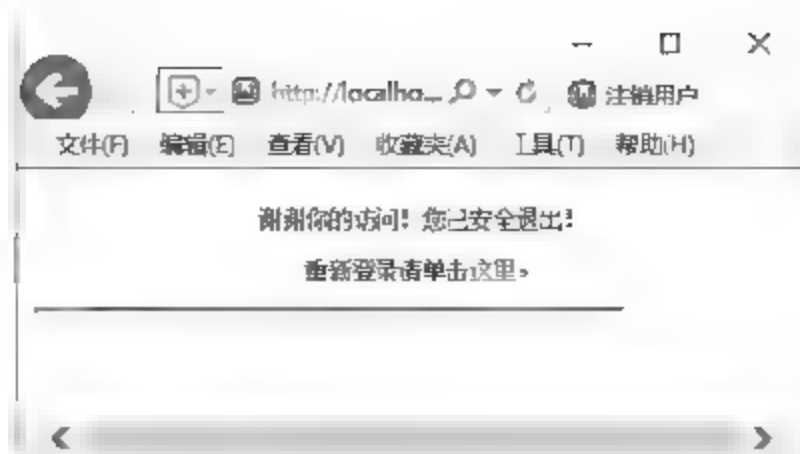 http://localho... 注销用户
文件(F) 编辑(E) 查看(V) 收藏夹(A) 工具(T) 帮助(H)
谢谢你的访问！您已安全退出！
重新登录请单击这里。